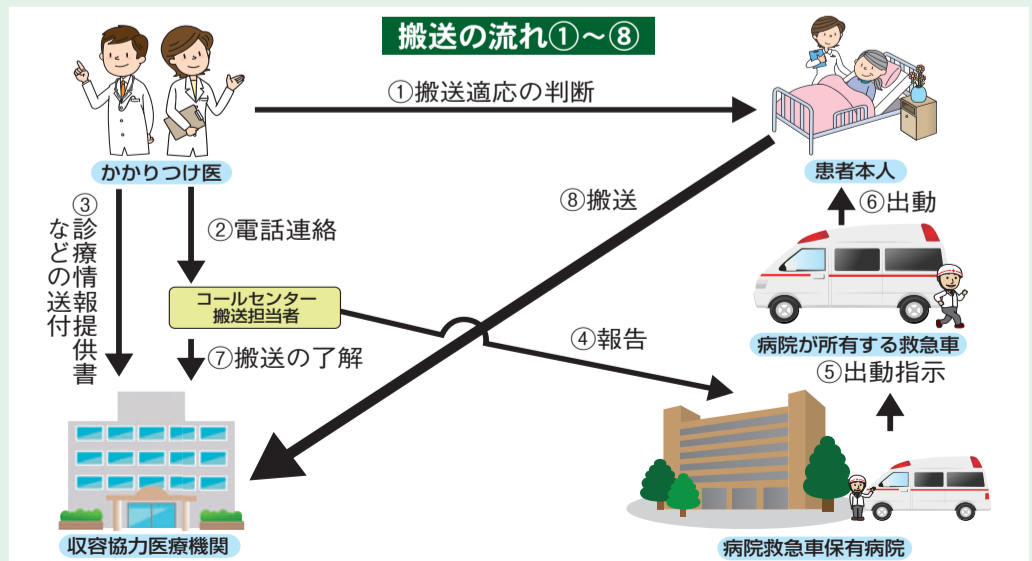 搬送の流れ①～⑧
①搬送適応の判断
かかりつけ医
患者本人
③診療情報提供書
などの送付
②電話連絡
⑧搬送
⑥出動
コールセンター
搬送担当者
病院が所有する救急車
④報告
⑦搬送の了解
⑤出動指示
収容協力医療機関
病院救急車保有病院